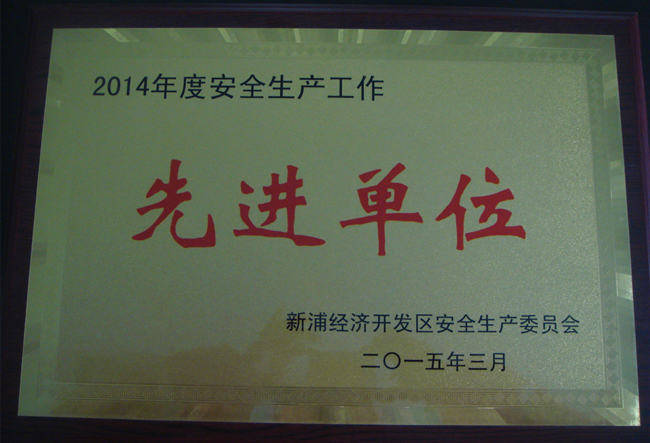 2014年度安全生产工作
先进单位
新浦经济开发区安全生产委员会
二〇一五年三月